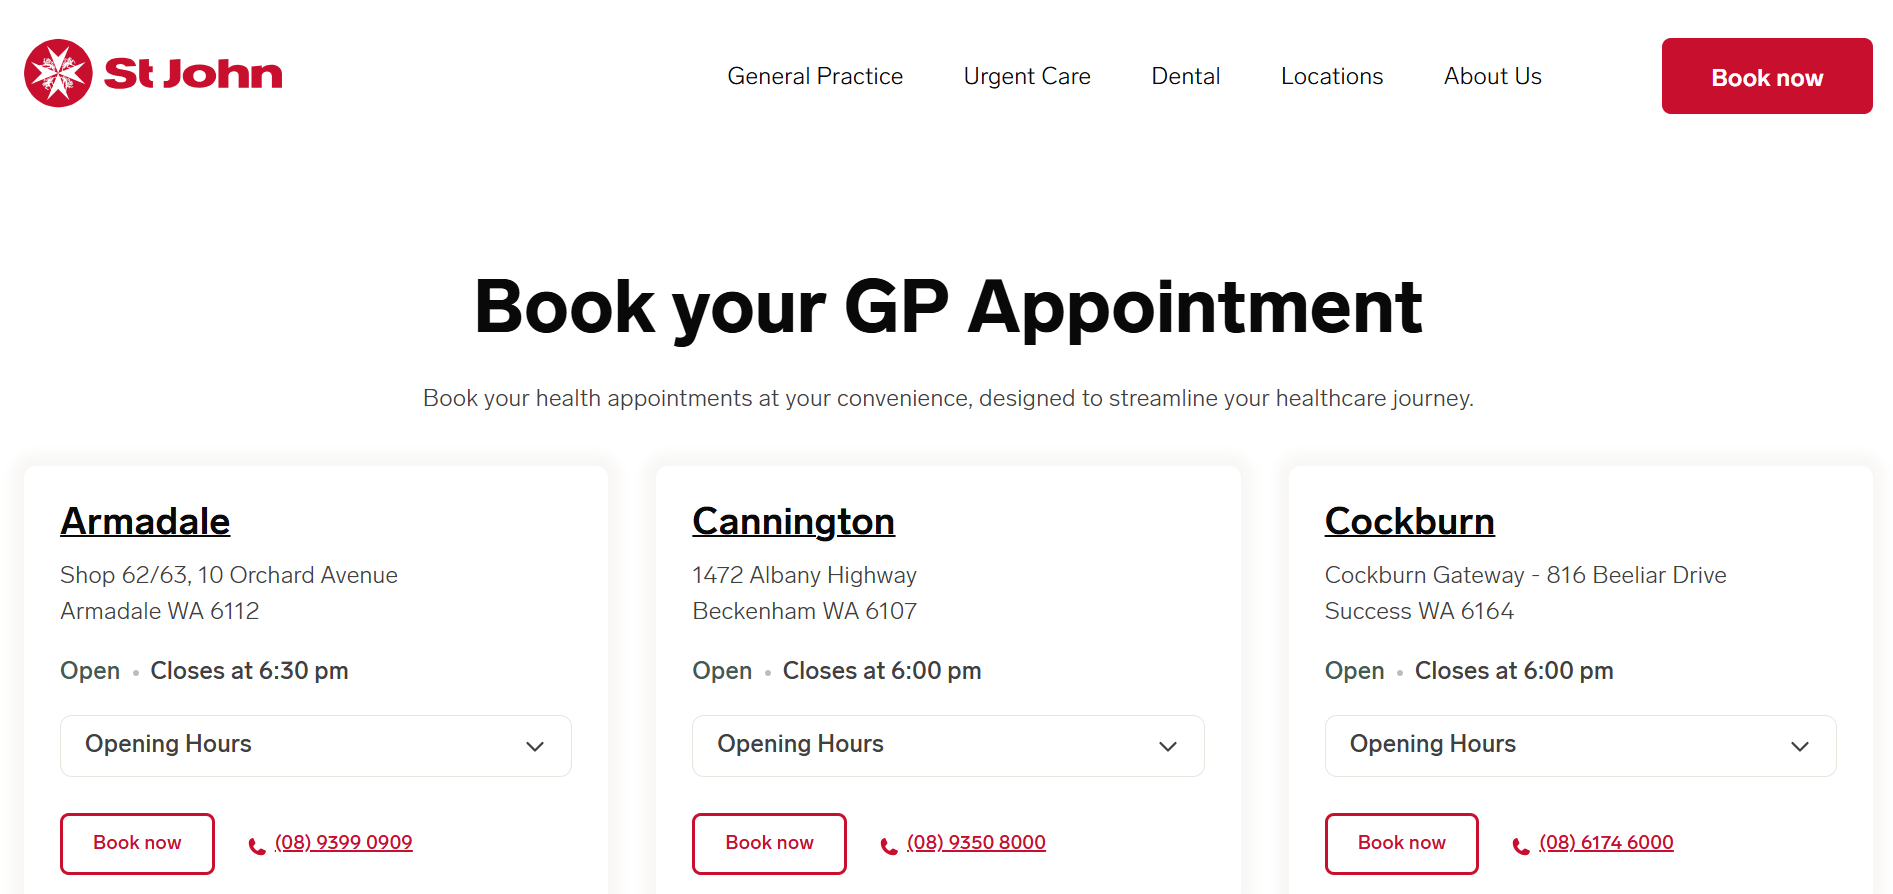 St John
General Practice
Urgent Care
Dental
Locations
About Us
Book now
Book your GP Appointment
Book your health appointments at your convenience, designed to streamline your healthcare journey.
Armadale
Shop 62/63, 10 Orchard Avenue
Armadale WA 6112
Open • Closes at 6:30 pm
Opening Hours
Book now
(08) 9399 0909
Cannington
1472 Albany Highway
Beckenham WA 6107
Open • Closes at 6:00 pm
Opening Hours
Book now
(08) 9350 8000
Cockburn
Cockburn Gateway - 816 Beeliar Drive
Success WA 6164
Open • Closes at 6:00 pm
Opening Hours
Book now
(08) 6174 6000